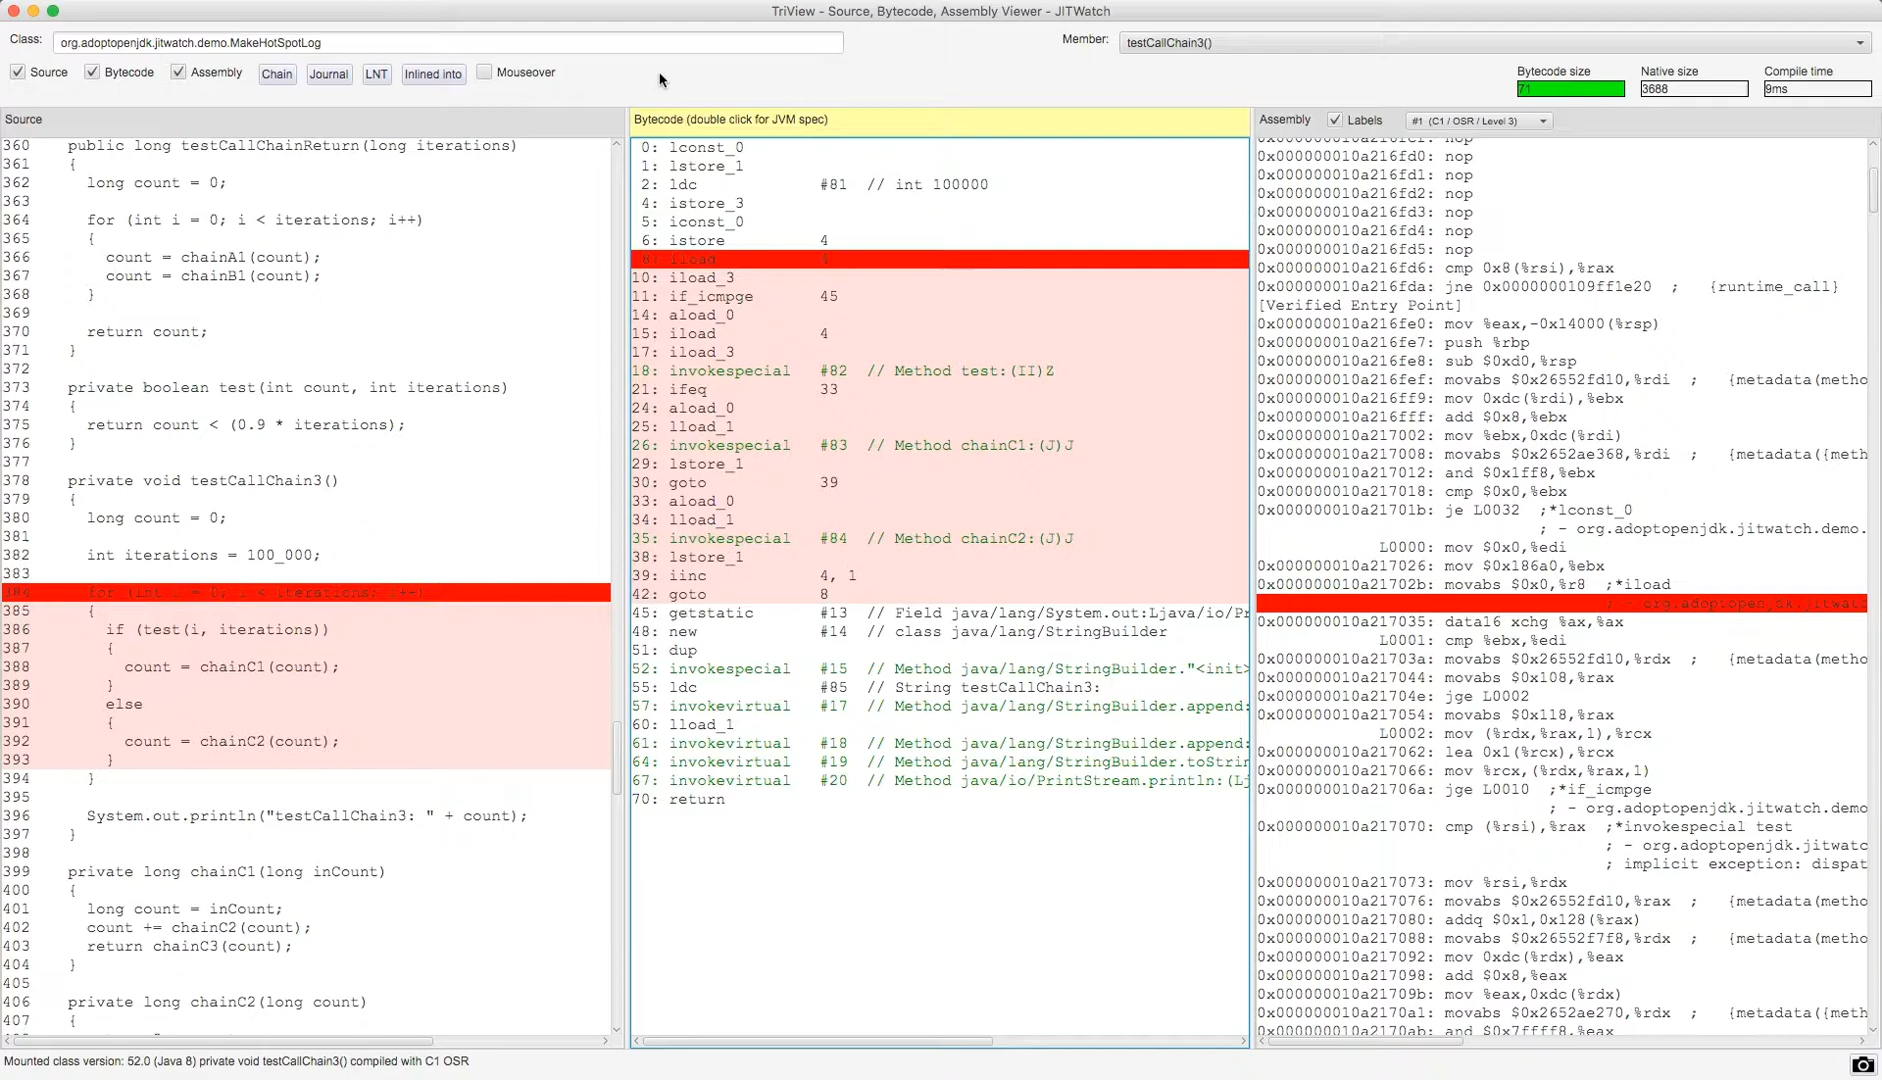 TriView - Source, Bytecode, Assembly Viewer - JITWatch
Class: org.adoptopenjdk.jitwatch.demo.MakeHotSpotLog
Member: testCallChain3()
Source Bytecode Assembly Chain Journal LNT Inlined into Mouseover
Bytecode size Native size Compile time
71 3688 9ms
Source
360 public long testCallChainReturn(long iterations)
361 {
362 long count = 0;
363
364 for (int i = 0; i < iterations; i++)
365 {
366 count = chainA1(count);
367 count = chainB1(count);
368 }
369
370 return count;
371 }
372
373 private boolean test(int count, int iterations)
374 {
375 return count < (0.9 * iterations);
376 }
377
378 private void testCallChain3()
379 {
380 long count = 0;
381
382 int iterations = 100_000;
383
384 for (int i = 0; i < iterations; i++)
385 {
386 if (test(i, iterations))
387 {
388 count = chainC1(count);
389 }
390 else
391 {
392 count = chainC2(count);
393 }
394 }
395
396 System.out.println("testCallChain3: " + count);
397 }
398
399 private long chainC1(long inCount)
400 {
401 long count = inCount;
402 count += chainC2(count);
403 return chainC3(count);
404 }
405
406 private long chainC2(long count)
407 {
Bytecode (double click for JVM spec)
0: lconst_0
1: lstore_1
2: ldc #81 // int 100000
4: istore_3
5: iconst_0
6: istore 4
8: iload 4
10: iload_3
11: if_icmpge 45
14: aload_0
15: iload 4
17: iload_3
18: invokespecial #82 // Method test:(II)Z
21: ifeq 33
24: aload_0
25: lload_1
26: invokespecial #83 // Method chainC1:(J)J
29: lstore_1
30: goto 39
33: aload_0
34: lload_1
35: invokespecial #84 // Method chainC2:(J)J
38: lstore_1
39: iinc 4, 1
42: goto 8
45: getstatic #13 // Field java/lang/System.out:Ljava/io/Pr
48: new #14 // class java/lang/StringBuilder
51: dup
52: invokespecial #15 // Method java/lang/StringBuilder."<init>
55: ldc #85 // String testCallChain3:
57: invokevirtual #17 // Method java/lang/StringBuilder.append:
60: lload_1
61: invokevirtual #18 // Method java/lang/StringBuilder.append:
64: invokevirtual #19 // Method java/lang/StringBuilder.toStrin
67: invokevirtual #20 // Method java/io/PrintStream.println:(Lj
70: return
Assembly Labels #1 (C1 / OSR / Level 3)
0x000000010a216fd0: nop
0x000000010a216fd1: nop
0x000000010a216fd2: nop
0x000000010a216fd3: nop
0x000000010a216fd4: nop
0x000000010a216fd5: nop
0x000000010a216fd6: cmp 0x8(%rsi),%rax
0x000000010a216fda: jne 0x0000000109ff1e20 ; {runtime_call}
[Verified Entry Point]
0x000000010a216fe0: mov %eax,-0x14000(%rsp)
0x000000010a216fe7: push %rbp
0x000000010a216fe8: sub $0xd0,%rsp
0x000000010a216fef: movabs $0x26552fd10,%rdi ; {metadata(metho
0x000000010a216ff9: mov 0xdc(%rdi),%ebx
0x000000010a216fff: add $0x8,%ebx
0x000000010a217002: mov %ebx,0xdc(%rdi)
0x000000010a217008: movabs $0x2652ae368,%rdi ; {metadata({meth
0x000000010a217012: and $0x1ff8,%ebx
0x000000010a217018: cmp $0x0,%ebx
0x000000010a21701b: je L0032 ;*lconst_0
; - org.adoptopenjdk.jitwatch.demo.
L0000: mov $0x0,%edi
0x000000010a217026: mov $0x186a0,%ebx
0x000000010a21702b: movabs $0x0,%r8 ;*iload
; - org.adoptopenjdk.jitwatc
0x000000010a217035: data16 xchg %ax,%ax
L0001: cmp %ebx,%edi
0x000000010a21703a: movabs $0x26552fd10,%rdx ; {metadata(metho
0x000000010a217044: movabs $0x108,%rax
0x000000010a21704e: jge L0002
0x000000010a217054: movabs $0x118,%rax
L0002: mov (%rdx,%rax,1),%rcx
0x000000010a217062: lea 0x1(%rcx),%rcx
0x000000010a217066: mov %rcx,(%rdx,%rax,1)
0x000000010a21706a: jge L0010 ;*if_icmpge
; - org.adoptopenjdk.jitwatch.demo
0x000000010a217070: cmp (%rsi),%rax ;*invokespecial test
; - org.adoptopenjdk.jitwatc
; implicit exception: dispat
0x000000010a217073: mov %rsi,%rdx
0x000000010a217076: movabs $0x26552fd10,%rax ; {metadata(metho
0x000000010a217080: addq $0x1,0x128(%rax)
0x000000010a217088: movabs $0x26552f7f8,%rdx ; {metadata(metho
0x000000010a217092: mov 0xdc(%rdx),%eax
0x000000010a217098: add $0x8,%eax
0x000000010a21709b: mov %eax,0xdc(%rdx)
0x000000010a2170a1: movabs $0x2652ae270,%rdx ; {metadata({meth
0x000000010a2170ab: and $0x7ffff8,%eax
Mounted class version: 52.0 (Java 8) private void testCallChain3() compiled with C1 OSR